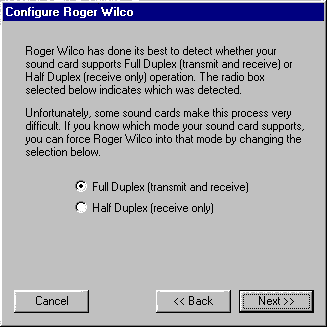 Configure Roger Wilco
Roger Wilco has done its best to detect whether your
sound card supports Full Duplex (transmit and receive) or
Half Duplex (receive only) operation. The radio box
selected below indicates which was detected.
Unfortunately, some sound cards make this process very
difficult. If you know which mode your sound card supports,
you can force Roger Wilco into that mode by changing the
selection below.
Full Duplex (transmit and receive)
Half Duplex (receive only)
Cancel
<< Back
Next >>